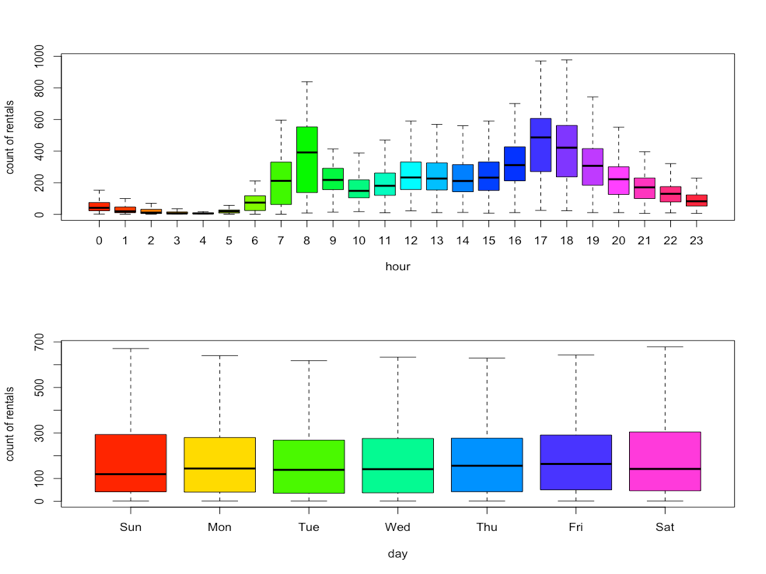 count of rentals
1000
800
600
400
200
0
0 1 2 3 4 5 6 7 8 9 10 11 12 13 14 15 16 17 18 19 20 21 22 23
hour
count of rentals
700
500
300
100
0
Sun Mon Tue Wed Thu Fri Sat
day